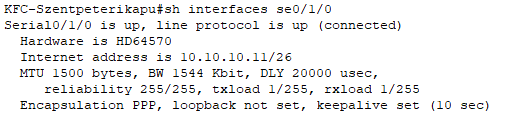 KFC-Szentpeterikapu#sh interfaces se0/1/0
Serial0/1/0 is up, line protocol is up (connected)
Hardware is HD64570
Internet address is 10.10.10.11/26
MTU 1500 bytes, BW 1544 Kbit, DLY 20000 usec,
reliability 255/255, txload 1/255, rxload 1/255
Encapsulation PPP, loopback not set, keepalive set (10 sec)